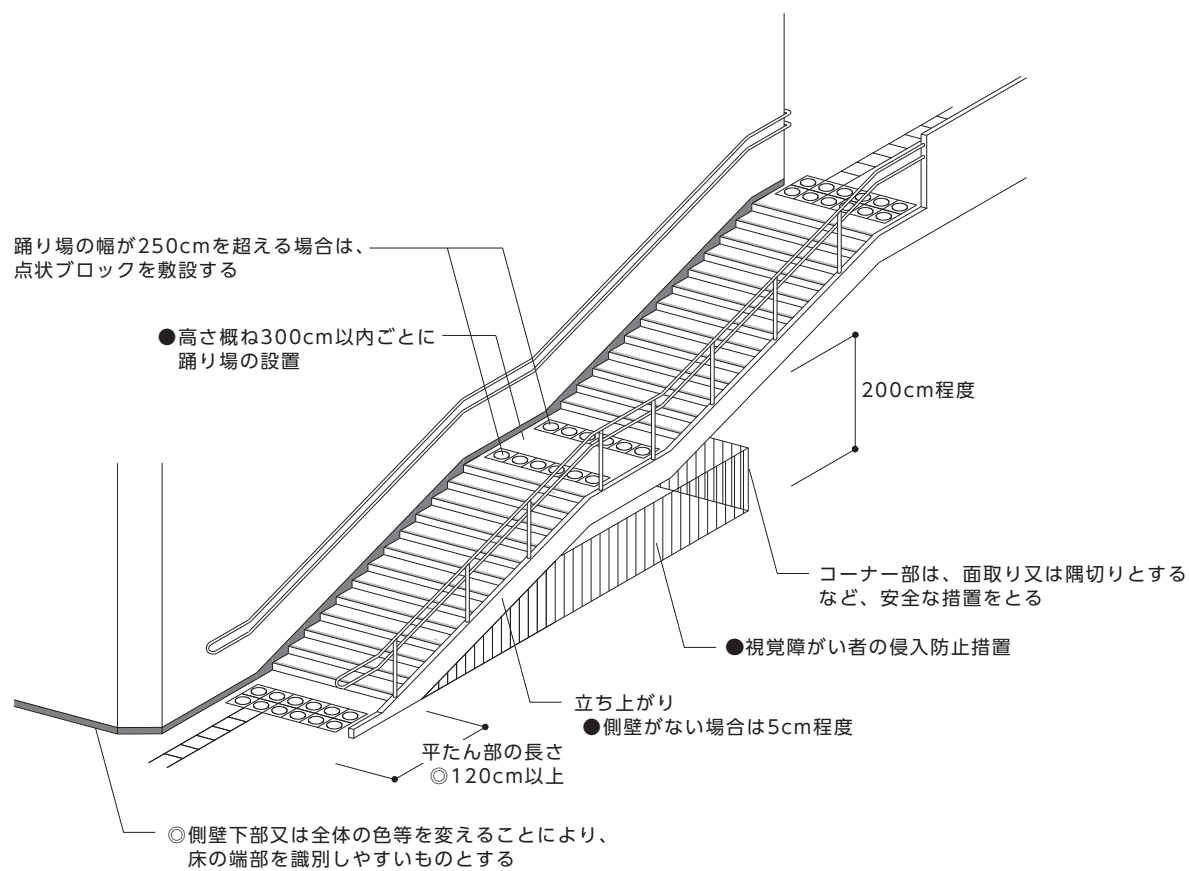 踊り場の幅が250cmを超える場合は、
点状ブロックを敷設する
●高さ概ね300cm以内ごとに
踊り場の設置
200cm程度
コーナー部は、面取り又は隅切りとする
など、安全な措置をとる
●視覚障がい者の侵入防止措置
立ち上がり
●側壁がない場合は5cm程度
平たん部の長さ
◎120cm以上
◎側壁下部又は全体の色等を変えることにより、
床の端部を識別しやすいものとする